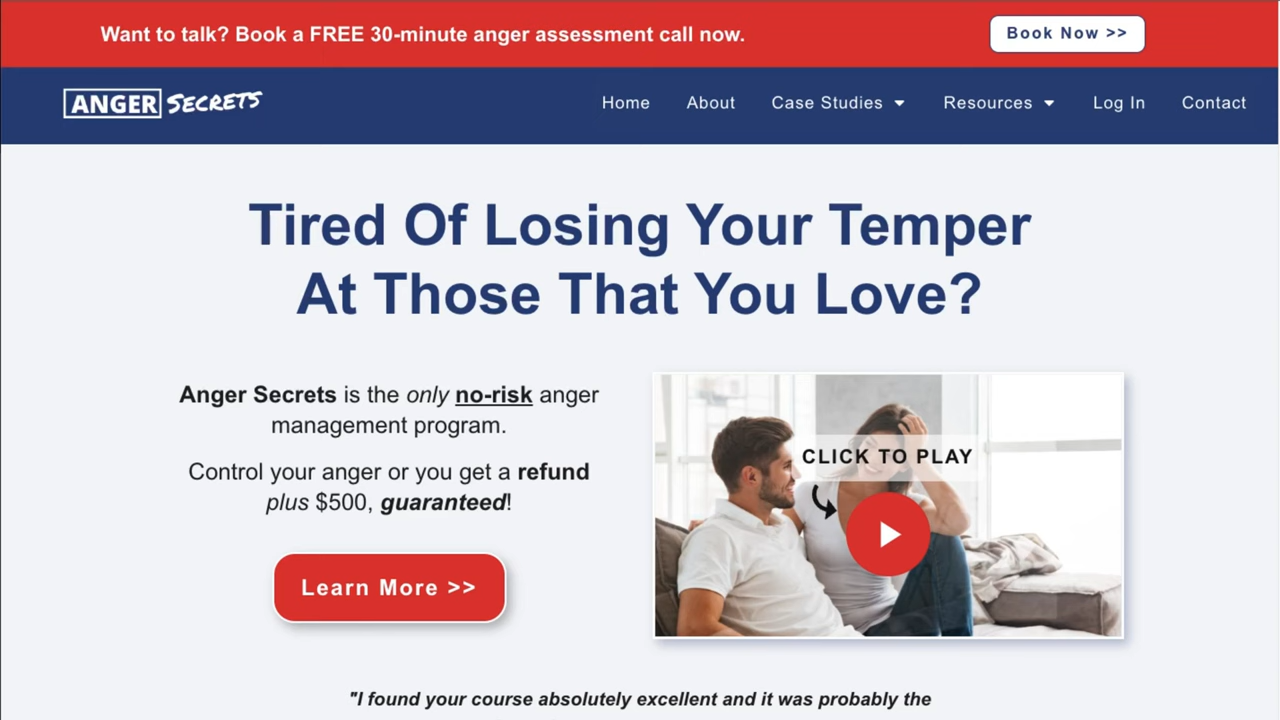 Want to talk? Book a FREE 30-minute anger assessment call now.
Book Now >>
ANGER SECRETS
Home
About
Case Studies
Resources
Log In
Contact
Tired Of Losing Your Temper
At Those That You Love?
Anger Secrets is the only no-risk anger
management program.
Control your anger or you get a refund
plus $500, guaranteed!
Learn More >>
CLICK TO PLAY
"I found your course absolutely excellent and it was probably the